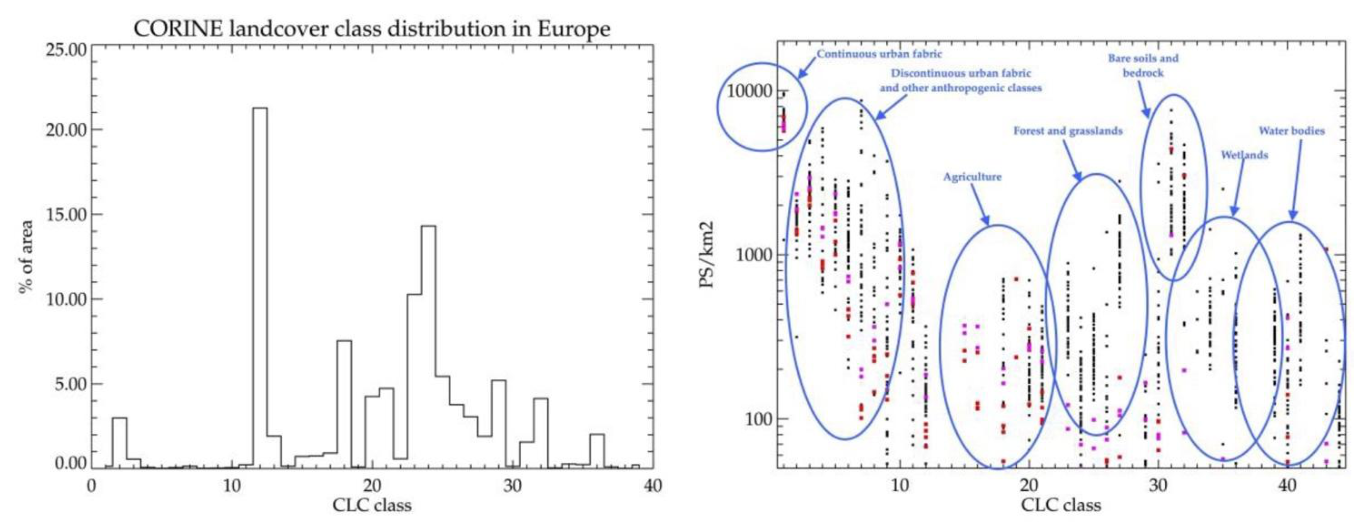 CORINE landcover class distribution in Europe
25.00
20.00
15.00
10.00
5.00
0.00
% of area
0
10
20
30
40
CLC class
Continuous urban fabric
Discontinuous urban fabric
and other anthropogenic classes
Bare soils and
bedrock
Forest and grasslands
Water bodies
Wetlands
Agriculture
10000
1000
100
PS/km2
10
20
30
40
CLC class